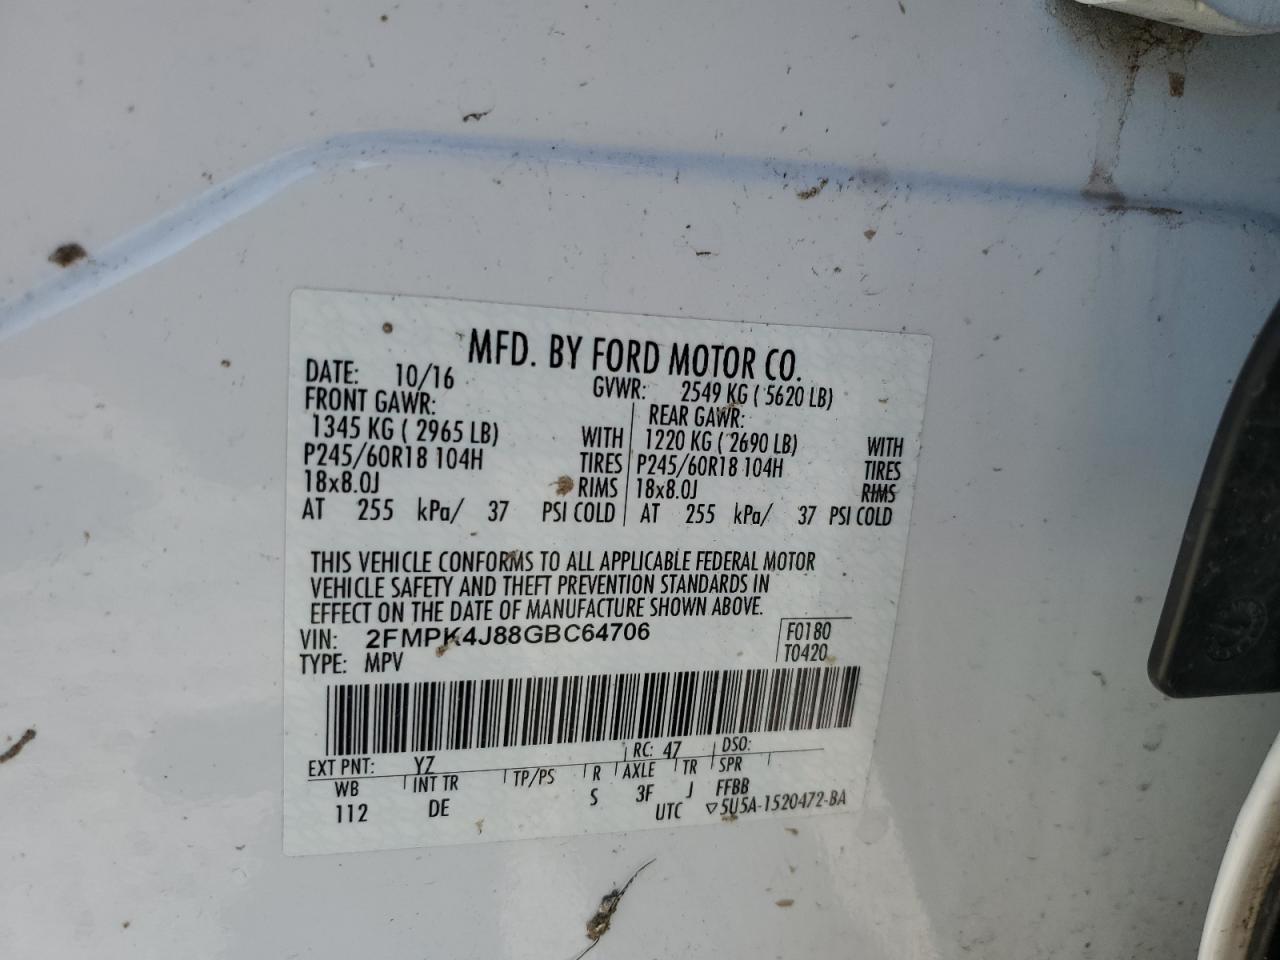 MFD. BY FORD MOTOR CO.
DATE: 10/16 GVWR: 2549 KG ( 5620 LB)
FRONT GAWR: REAR GAWR:
1345 KG ( 2965 LB) WITH 1220 KG ( 2690 LB) WITH
P245/60R18 104H TIRES P245/60R18 104H TIRES
18x8.0J RIMS 18x8.0J RIMS
AT 255 kPa/ 37 PSI COLD AT 255 kPa/ 37 PSI COLD
THIS VEHICLE CONFORMS TO ALL APPLICABLE FEDERAL MOTOR
VEHICLE SAFETY AND THEFT PREVENTION STANDARDS IN
EFFECT ON THE DATE OF MANUFACTURE SHOWN ABOVE.
VIN: 2FMPK4J88GBC64706 F0180
TYPE: MPV T0420
EXT PNT: YZ RC: 47 DSO:
WB INT TR TP/PS R AXLE TR SPR
112 DE S 3F J FFBB
UTC ▽5U5A-1520472-BA